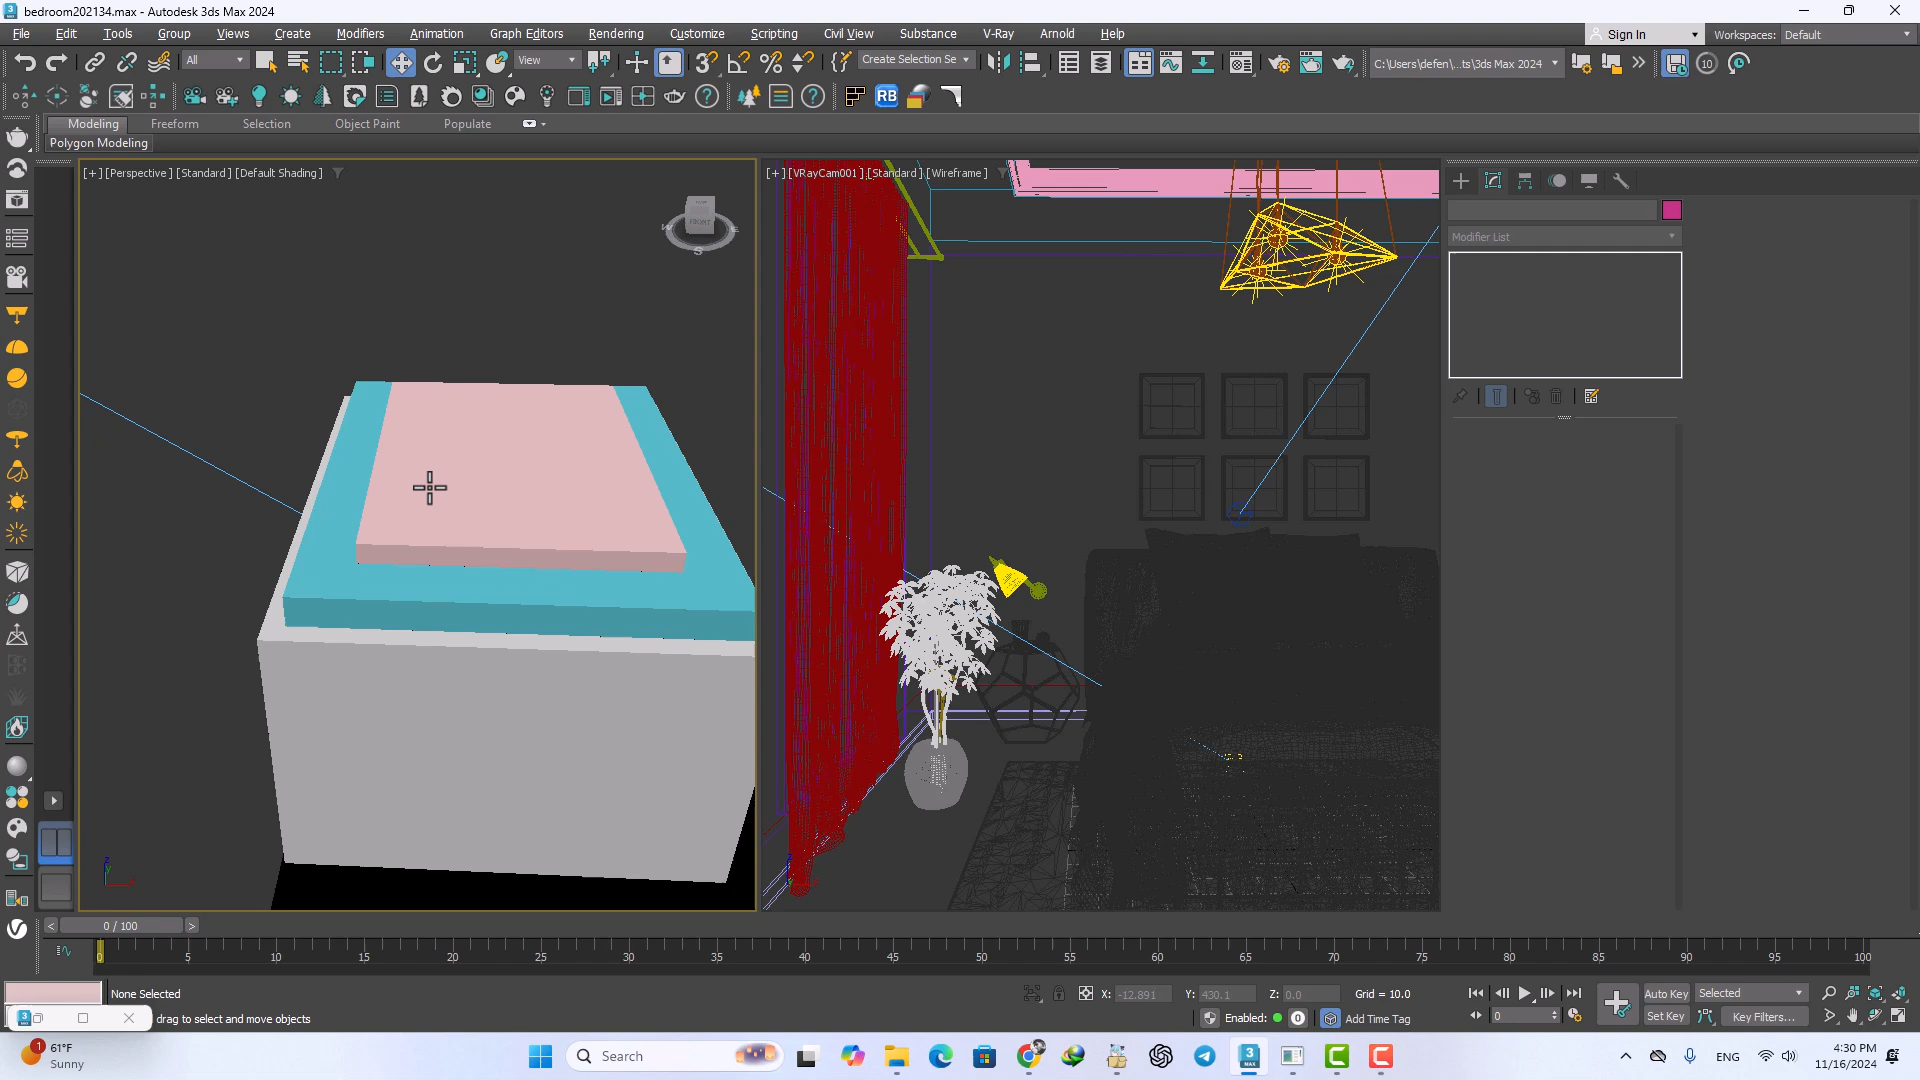 bedroom202134.max - Autodesk 3ds Max 2024
File Edit Tools Group Views Create Modifiers Animation Graph Editors Rendering Customize Scripting Civil View Substance V-Ray Arnold Help
Sign In Workspaces: Default
All View Create Selection Se C:\Users\defen\...ts\3ds Max 2024
RB
Modeling Freeform Selection Object Paint Populate
Polygon Modeling
[+] [Perspective] [Standard] [Default Shading]
[+] [VRayCam001] [Standard] [Wireframe]
FRONT
Modifier List
0 / 100
0 5 10 15 20 25 30 35 40 45 50 55 60 65 70 75 80 85 90 95 100
None Selected X: -12.891 Y: 430.1 Z: 0.0 Grid = 10.0
Auto Key Selected
drag to select and move objects Enabled: 0 Add Time Tag
0 Set Key Key Filters...
1 61°F
Sunny
Search
ENG
4:30 PM
11/16/2024